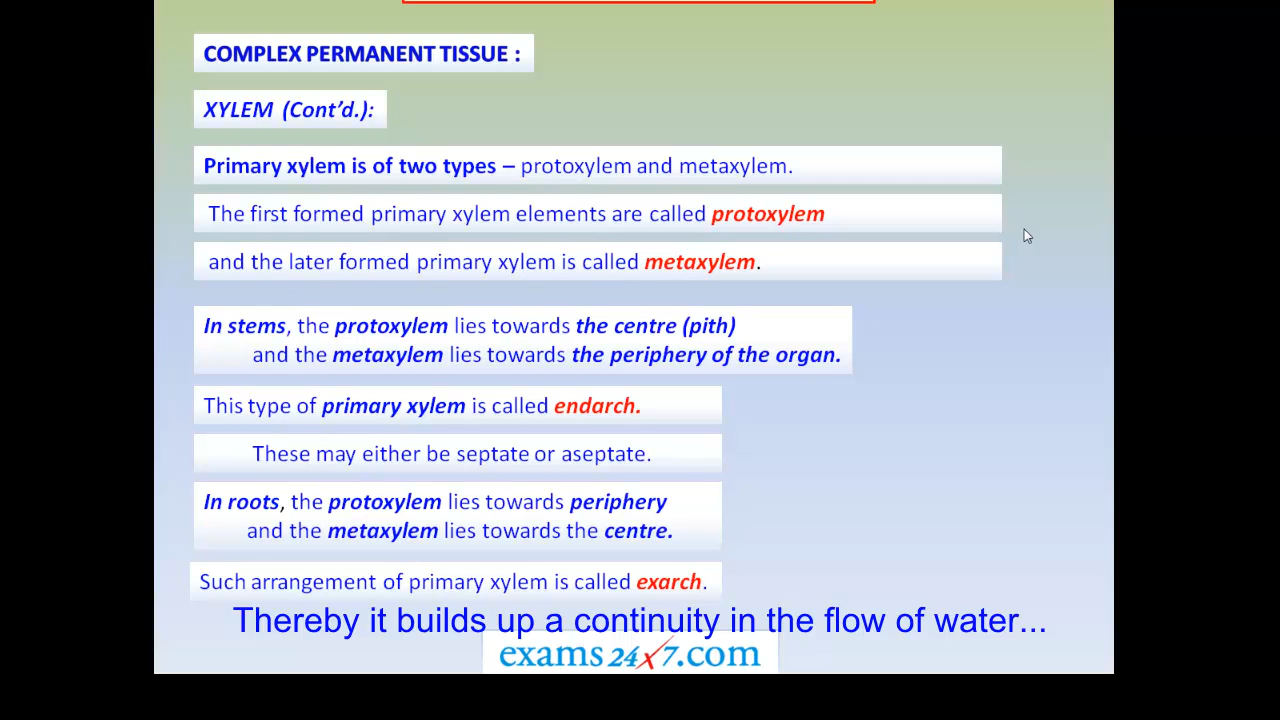 COMPLEX PERMANENT TISSUE :
XYLEM (Cont’d.):
Primary xylem is of two types – protoxylem and metaxylem.
The first formed primary xylem elements are called protoxylem
and the later formed primary xylem is called metaxylem.
In stems, the protoxylem lies towards the centre (pith)
and the metaxylem lies towards the periphery of the organ.
This type of primary xylem is called endarch.
These may either be septate or aseptate.
In roots, the protoxylem lies towards periphery
and the metaxylem lies towards the centre.
Such arrangement of primary xylem is called exarch.
Thereby it builds up a continuity in the flow of water...
exams24x7.com